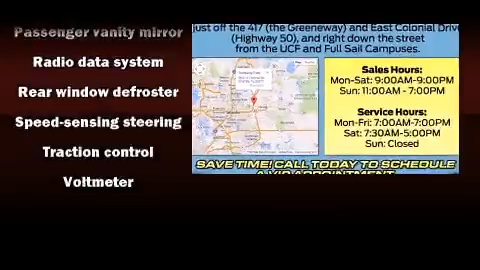 Passenger vanity mirror
Radio data system
Rear window defroster
Speed-sensing steering
Traction control
Voltmeter
just off the 417 (the Greeneway) and East Colonial Drive
(Highway 50), and right down the street
from the UCF and Full Sail Campuses.
Sales Hours:
Mon-Sat: 9:00AM-9:00PM
Sun: 11:00AM - 7:00PM
Service Hours:
Mon-Fri: 7:00AM-7:00PM
Sat: 7:30AM-5:00PM
Sun: Closed
SAVE TIME! CALL TODAY TO SCHEDULE
A VIP APPOINTMENT